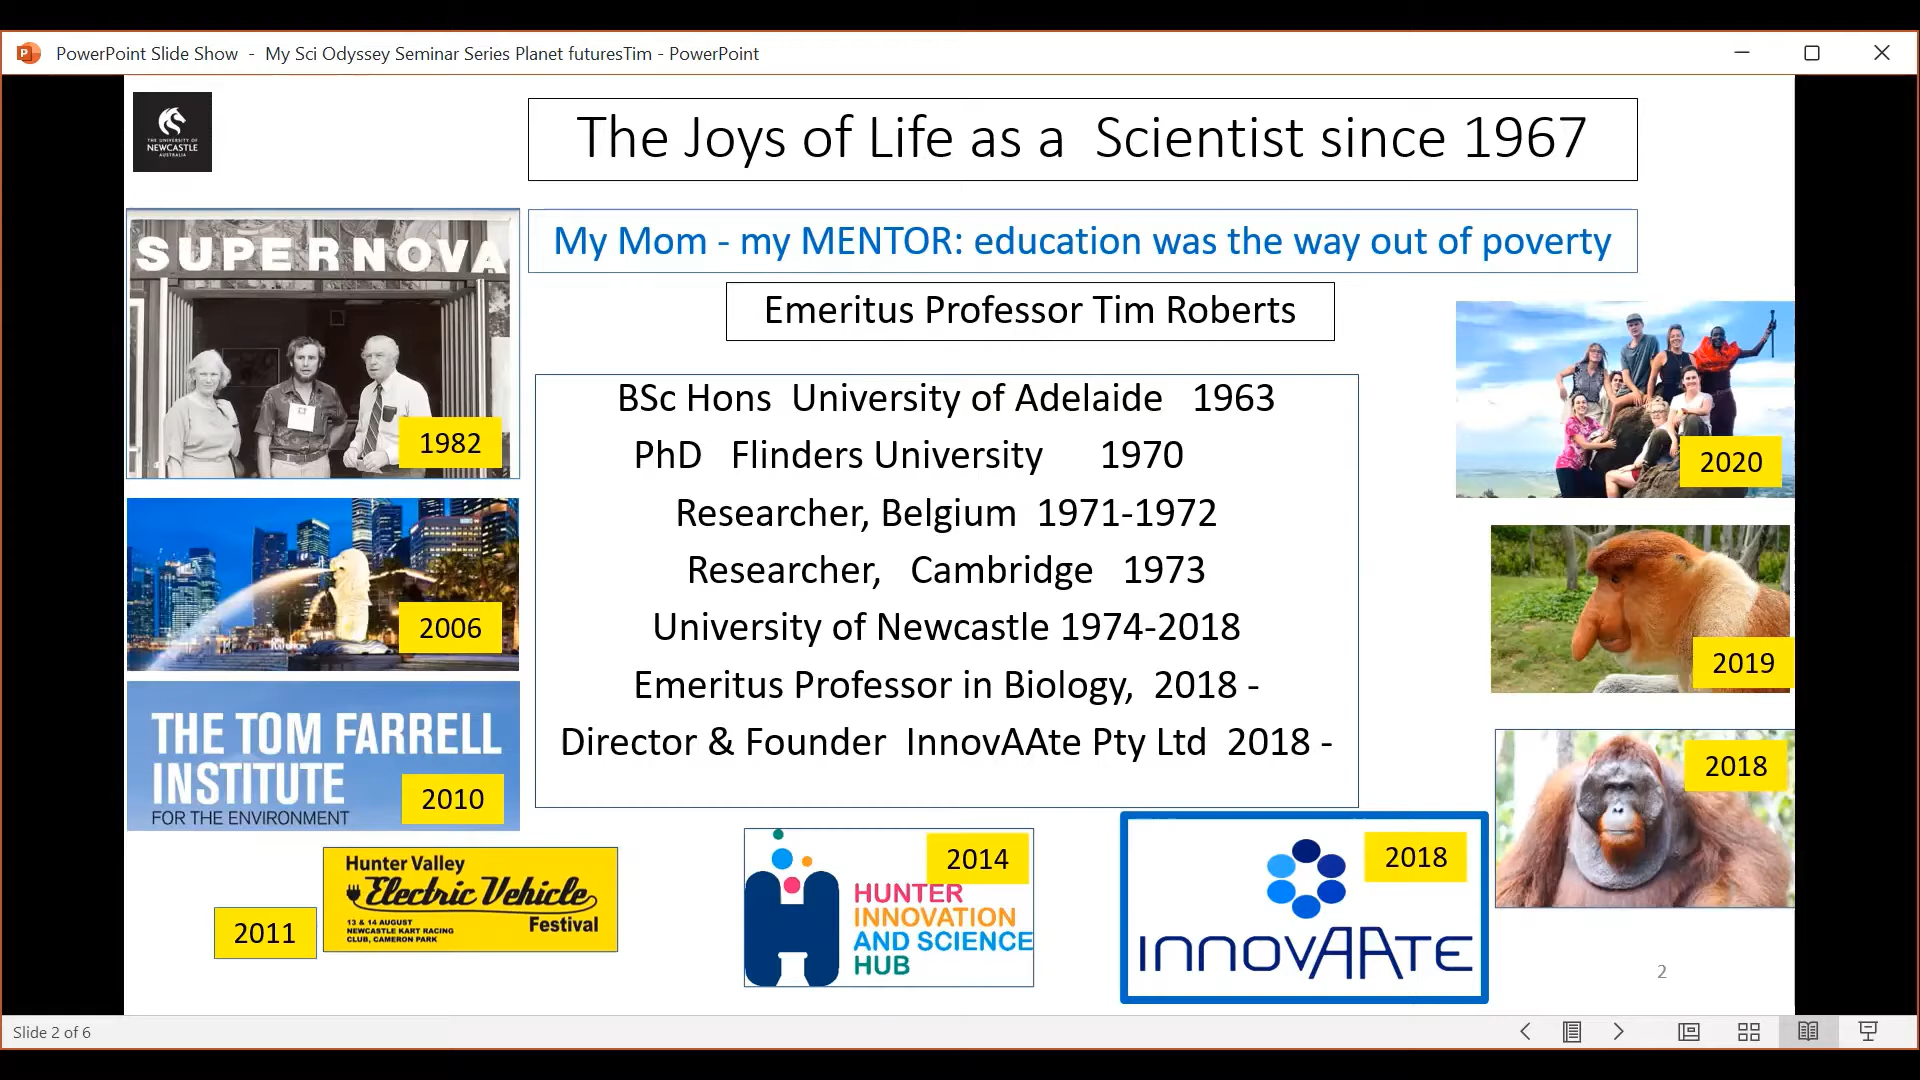 PowerPoint Slide Show - My Sci Odyssey Seminar Series Planet futuresTim - PowerPoint
THE UNIVERSITY OF
NEWCASTLE
AUSTRALIA
The Joys of Life as a Scientist since 1967
My Mom - my MENTOR: education was the way out of poverty
Emeritus Professor Tim Roberts
SUPERNOVA
1982
2006
THE TOM FARRELL
INSTITUTE
FOR THE ENVIRONMENT
2010
BSc Hons University of Adelaide 1963
PhD Flinders University 1970
Researcher, Belgium 1971-1972
Researcher, Cambridge 1973
University of Newcastle 1974-2018
Emeritus Professor in Biology, 2018 -
Director & Founder InnovAAte Pty Ltd 2018 -
2020
2019
2018
2011
Hunter Valley
Electric Vehicle
Festival
13 & 14 AUGUST
NEWCASTLE KART RACING
CLUB, CAMERON PARK
2014
HUNTER
INNOVATION
AND SCIENCE
HUB
2018
INNOVAATE
2
Slide 2 of 6